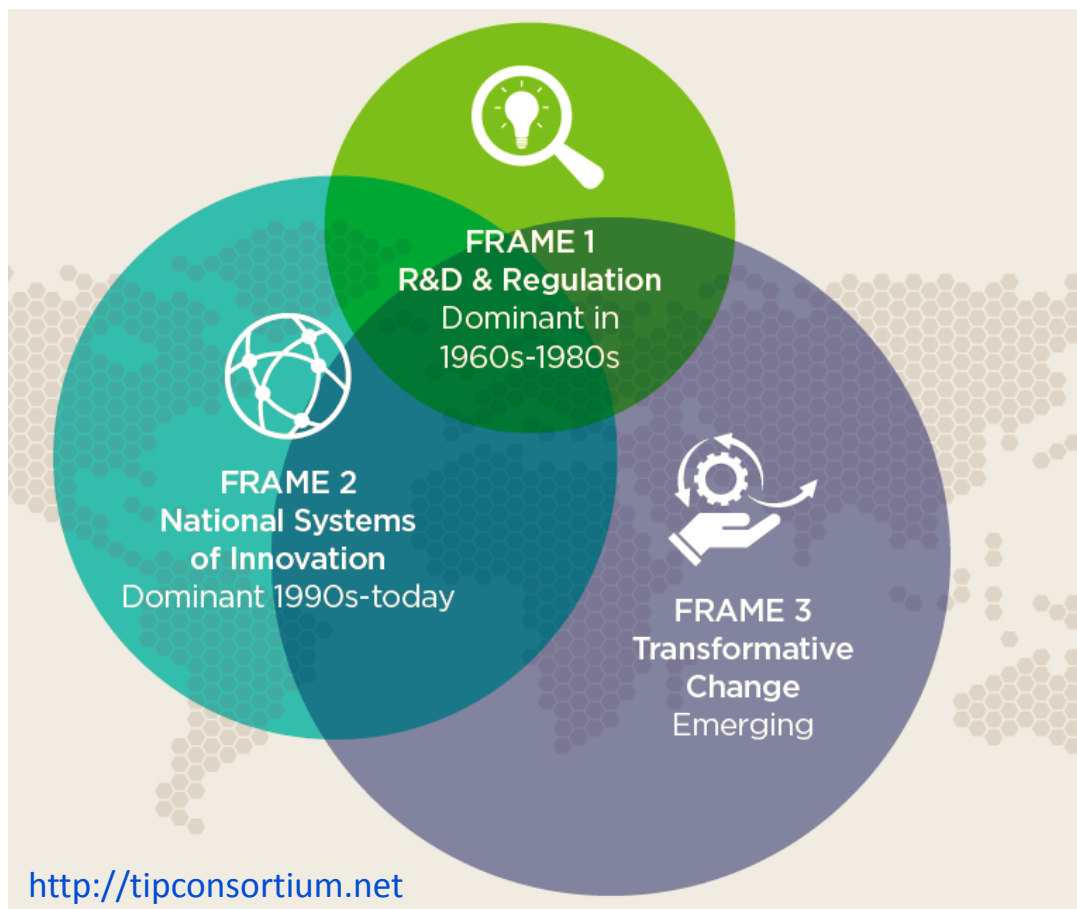 FRAME 1
R&D & Regulation
Dominant in
1960s-1980s
FRAME 2
National Systems
of Innovation
Dominant 1990s-today
FRAME 3
Transformative
Change
Emerging
http://tipconsortium.net